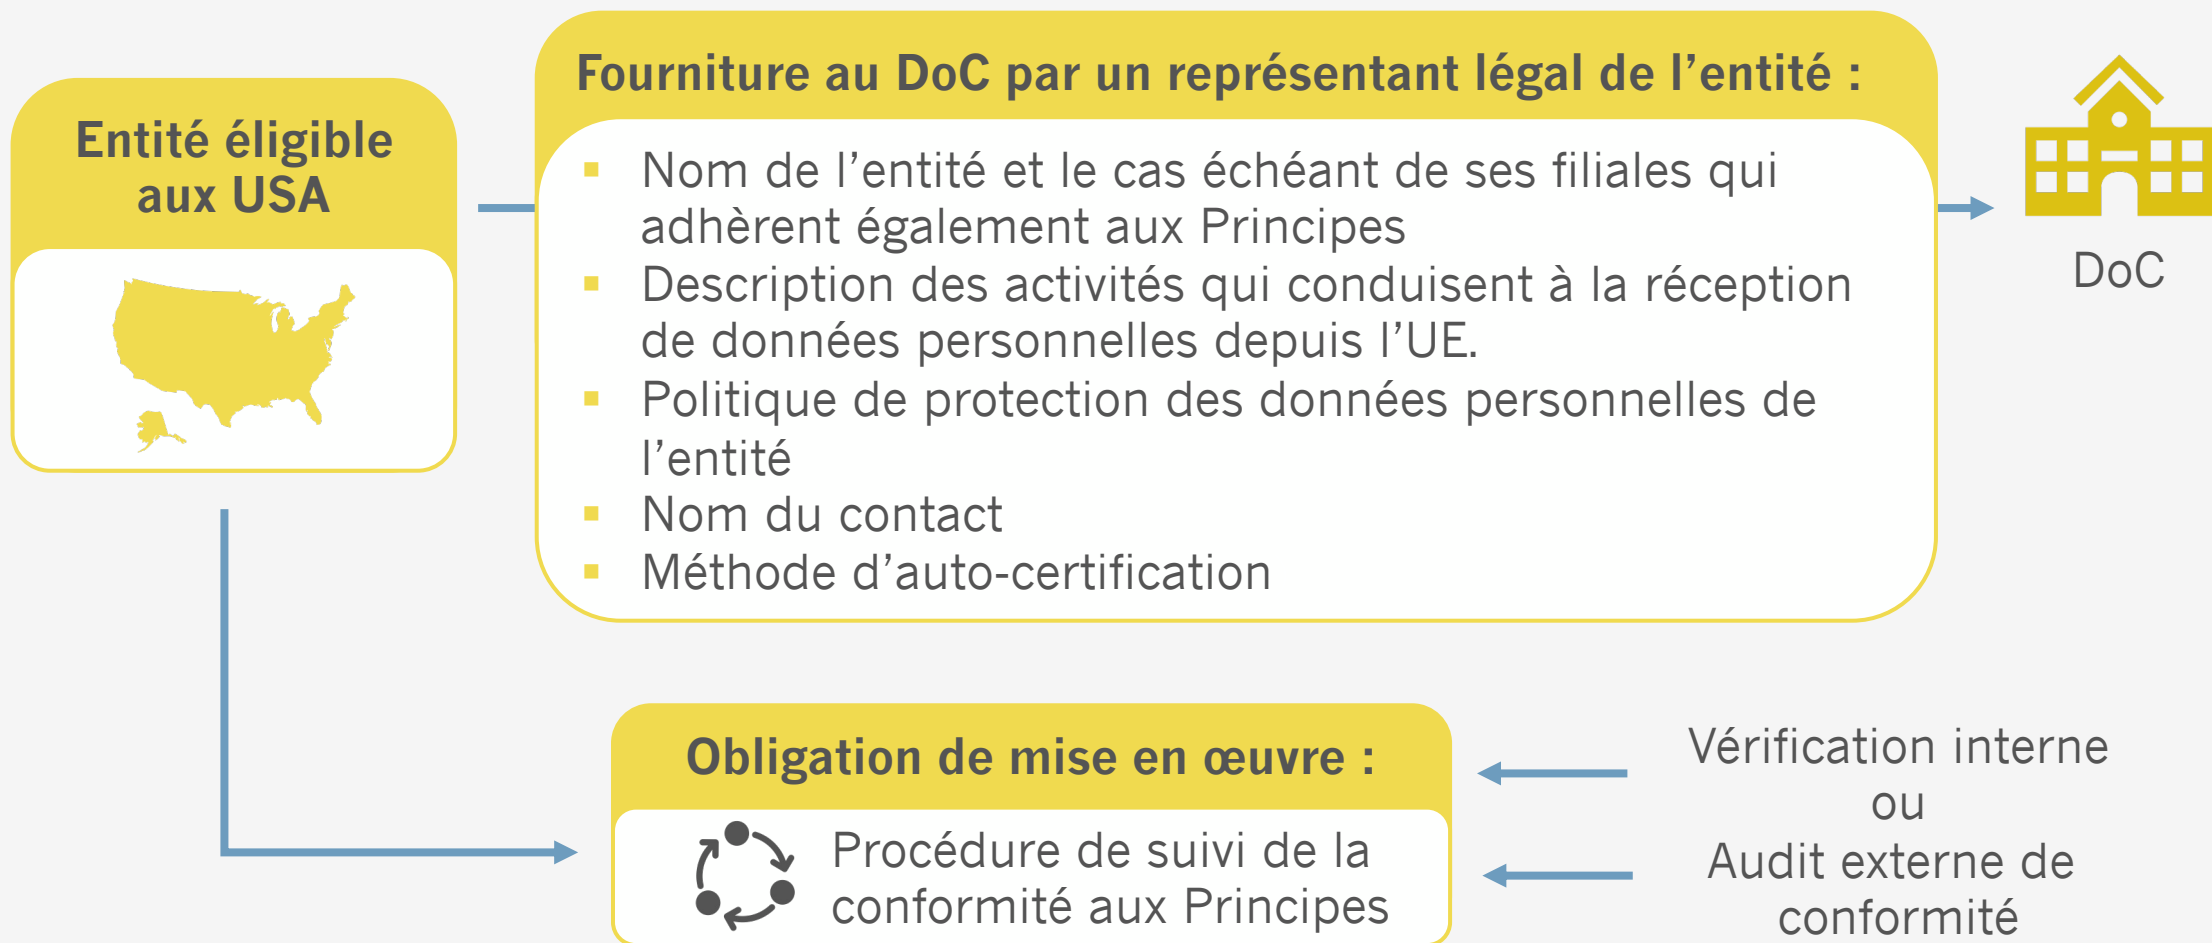 Entité éligible
aux USA
Fourniture au DoC par un représentant légal de l’entité :
▪ Nom de l’entité et le cas échéant de ses filiales qui
adhèrent également aux Principes
▪ Description des activités qui conduisent à la réception
de données personnelles depuis l’UE.
▪ Politique de protection des données personnelles de
l’entité
▪ Nom du contact
▪ Méthode d’auto-certification
DoC
Obligation de mise en œuvre :
Procédure de suivi de la
conformité aux Principes
Vérification interne
ou
Audit externe de
conformité